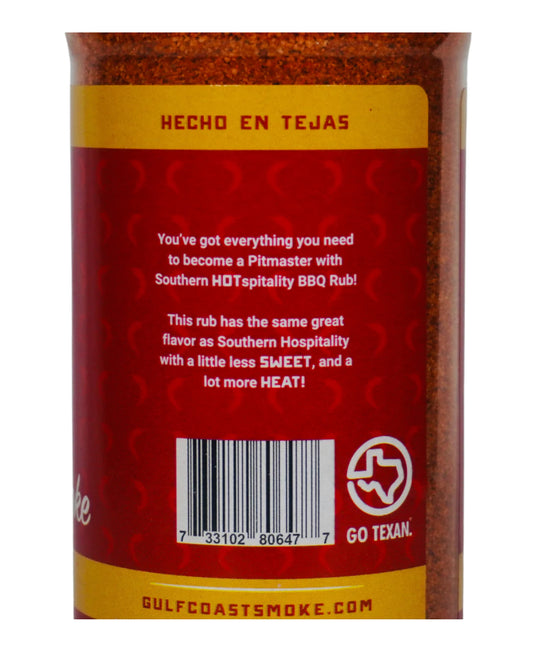 HECHO EN TEJAS
You've got everything you need
to become a Pitmaster with
Southern HOTspitality BBQ Rub!
This rub has the same great
flavor as Southern Hospitality
with a little less SWEET, and a
lot more HEAT!
ke
7 33102 80647 7
GO TEXAN.
GULFCOASTSMOKE.COM